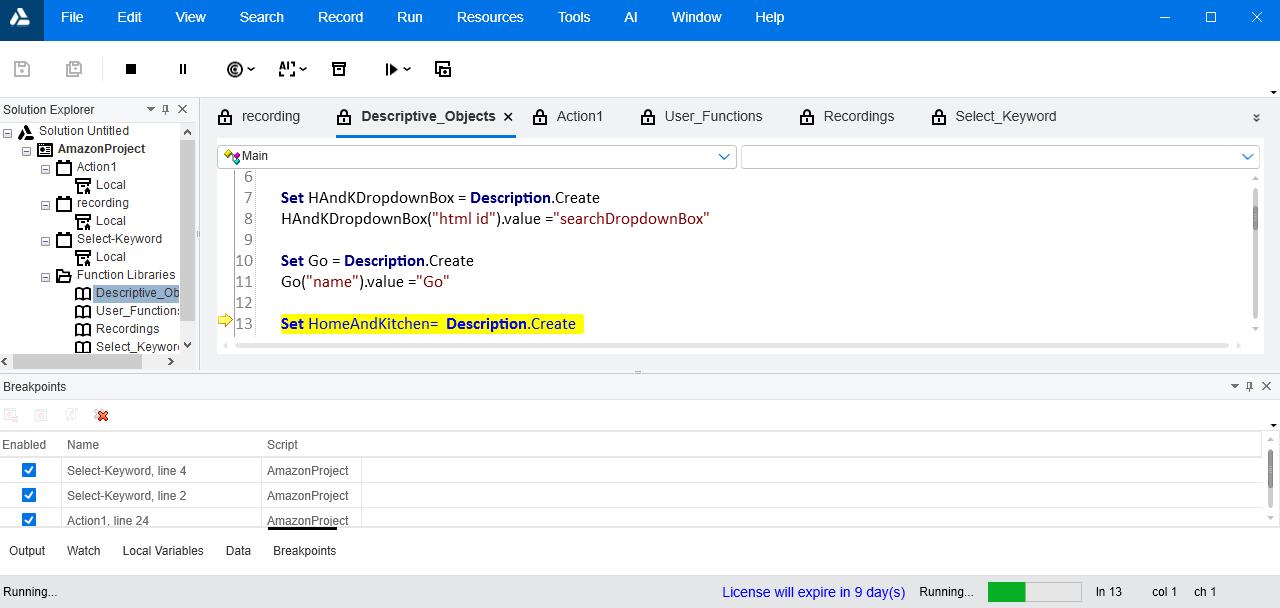 File Edit View Search Record Run Resources Tools AI Window Help
Solution Explorer
Solution Untitled
AmazonProject
Action1
Local
recording
Local
Select-Keyword
Local
Function Libraries
Descriptive_Ob
User_Function
Recordings
Select_Keywor
recording Descriptive_Objects Action1 User_Functions Recordings Select_Keyword
Main
6
7 Set HAndKDropdownBox = Description.Create
8 HAndKDropdownBox("html id").value ="searchDropdownBox"
9
10 Set Go = Description.Create
11 Go("name").value ="Go"
12
13 Set HomeAndKitchen= Description.Create
Breakpoints
Enabled Name Script
Select-Keyword, line 4 AmazonProject
Select-Keyword, line 2 AmazonProject
Action1, line 24 AmazonProject
Output Watch Local Variables Data Breakpoints
Running... License will expire in 9 day(s) Running... ln 13 col 1 ch 1